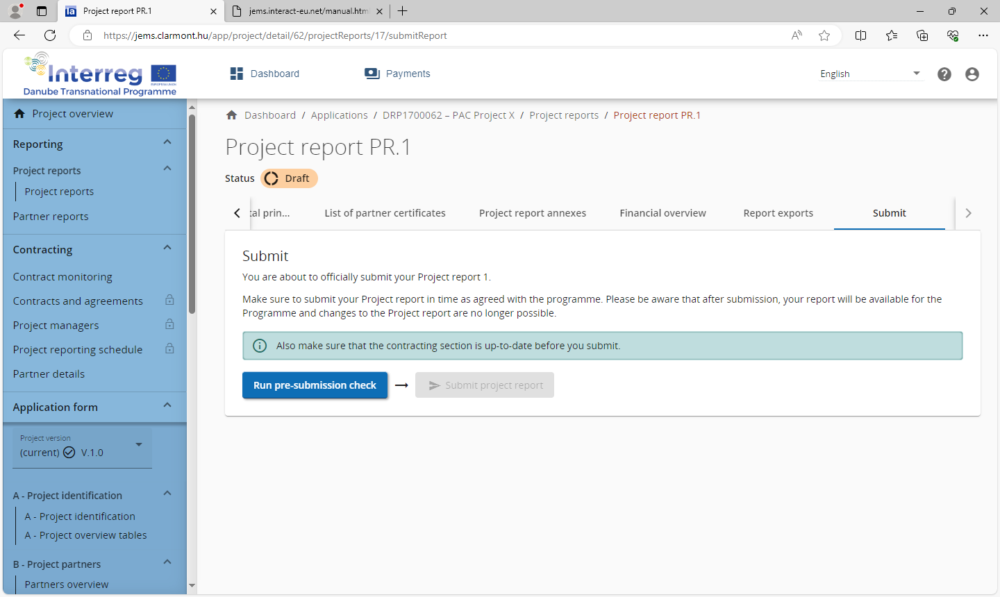 Project report PR.1
jems.interact-eu.net/manual.htm
https://jems.clarmont.hu/app/project/detail/62/projectReports/17/submitReport
Interreg
EUROPEAN UNION
Danube Transnational Programme
Dashboard
Payments
English
Project overview
Reporting
Project reports
Project reports
Partner reports
Contracting
Contract monitoring
Contracts and agreements
Project managers
Project reporting schedule
Partner details
Application form
Project version
(current) V.1.0
A - Project identification
A - Project identification
A - Project overview tables
B - Project partners
Partners overview
Dashboard / Applications / DRP1700062 – PAC Project X / Project reports / Project report PR.1
Project report PR.1
Status Draft
tal prin... List of partner certificates Project report annexes Financial overview Report exports Submit
Submit
You are about to officially submit your Project report 1.
Make sure to submit your Project report in time as agreed with the programme. Please be aware that after submission, your report will be available for the
Programme and changes to the Project report are no longer possible.
Also make sure that the contracting section is up-to-date before you submit.
Run pre-submission check Submit project report